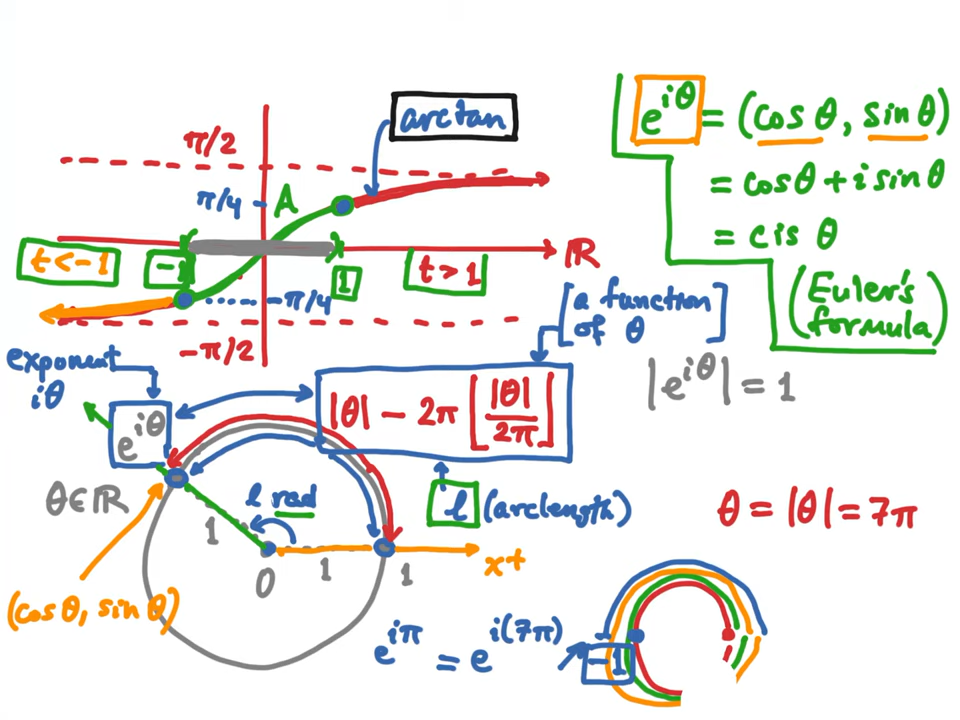 arctan
π/2
π/4
A
t < -1
-1
1
t > 1
ℝ
-π/4
-π/2
e^{iθ} = (cos θ, sin θ)
= cos θ + i sin θ
= cis θ
(Euler's formula)
[a function of θ]
|e^{iθ}| = 1
exponent
iθ
e^{iθ}
|θ| - 2π ⌊|θ|/2π⌋
θ ∈ ℝ
l rad
l (arclength)
θ = |θ| = 7π
1
0
1
1
x+
(cos θ, sin θ)
e^{iπ} = e^{i(7π)}
-1